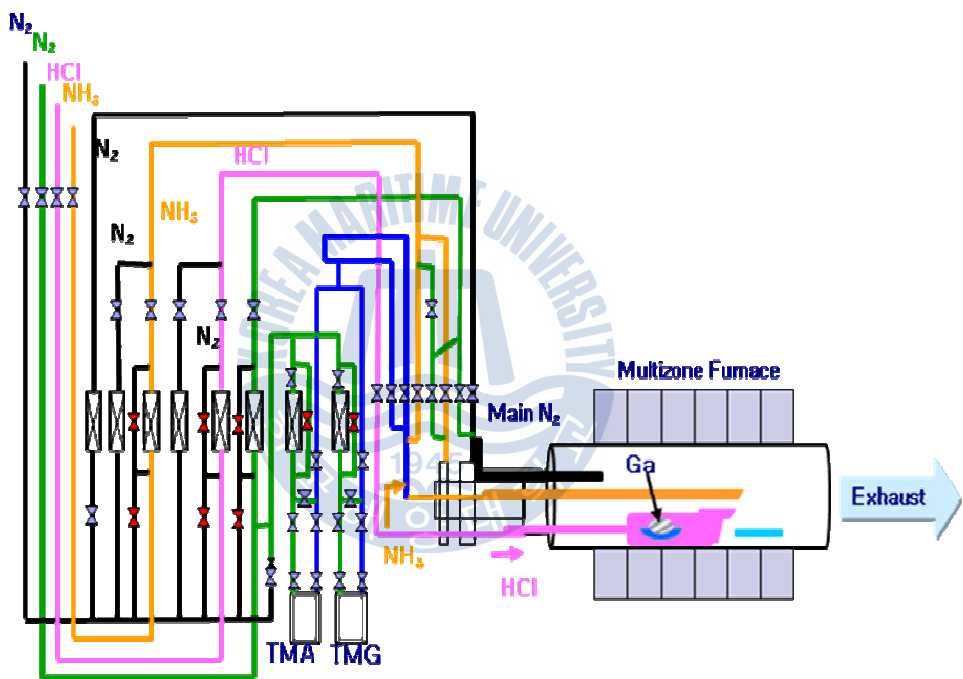 N₂
N₂
HCl
NH₃
N₂
HCl
NH₃
N₂
N₂
KOREA MARITIME UNIVERSITY
1945
Multizone Furnace
Main N₂
Ga
Exhaust
NH₃
HCl
TMA
TMG